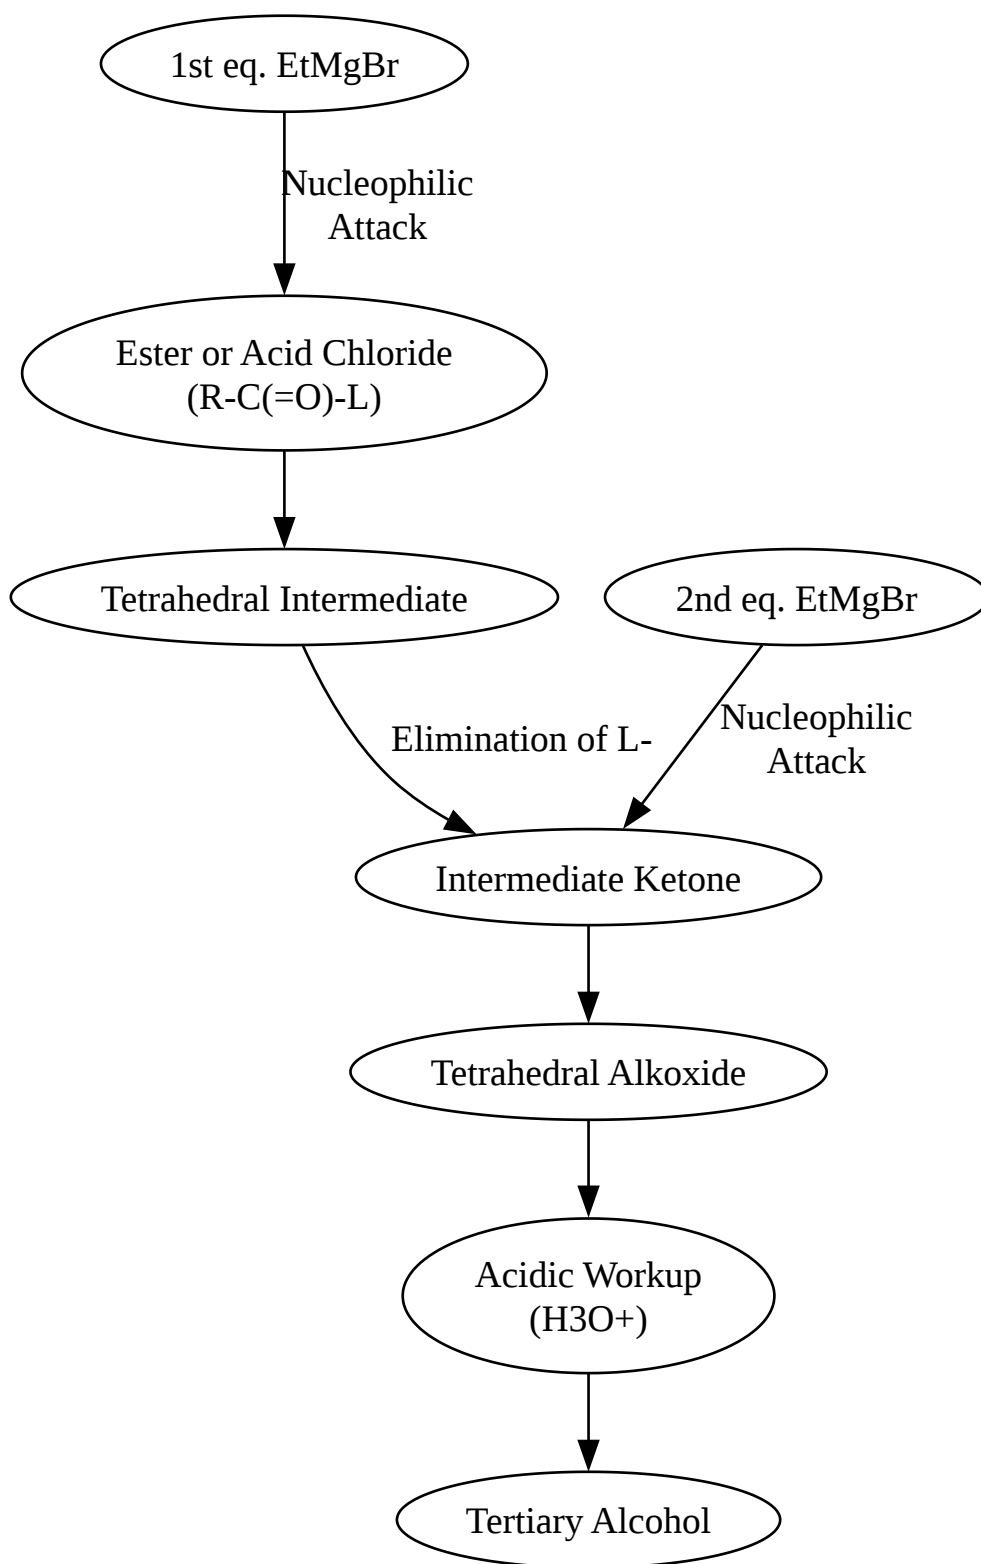 1st eq. EtMgBr
Nucleophilic
Attack
Ester or Acid Chloride
(R-C(=O)-L)
Tetrahedral Intermediate
2nd eq. EtMgBr
Elimination of L-
Nucleophilic
Attack
Intermediate Ketone
Tetrahedral Alkoxide
Acidic Workup
(H3O+)
Tertiary Alcohol